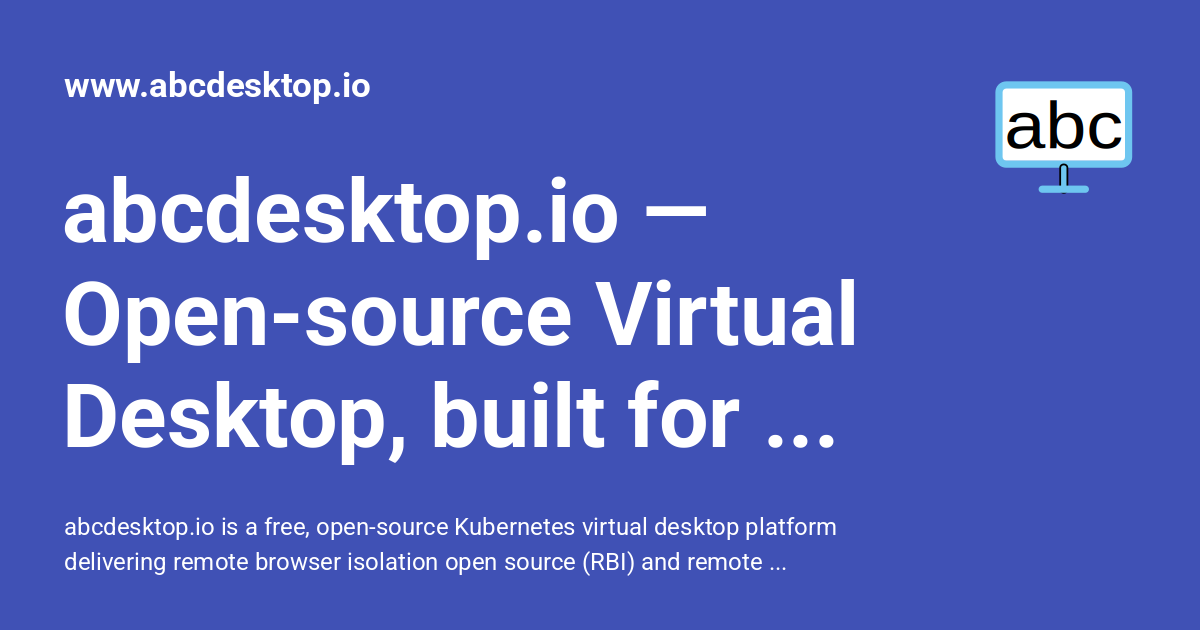 www.abcdesktop.io
abc
abcdesktop.io —
Open-source Virtual
Desktop, built for ...
abcdesktop.io is a free, open-source Kubernetes virtual desktop platform
delivering remote browser isolation open source (RBI) and remote ...